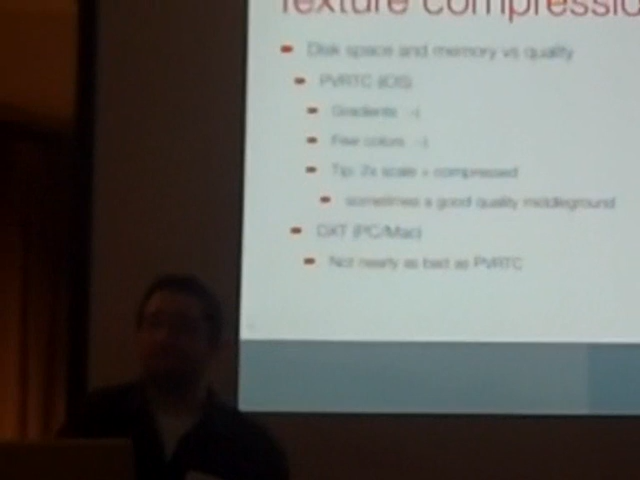 Texture compressio
Disk space and memory vs quality
PVRTC (iOS)
Gradients :-(
Few colors :-(
Tip: 2x scale + compressed
sometimes a good quality middleground
DXT (PC/Mac)
Not nearly as bad as PVRTC